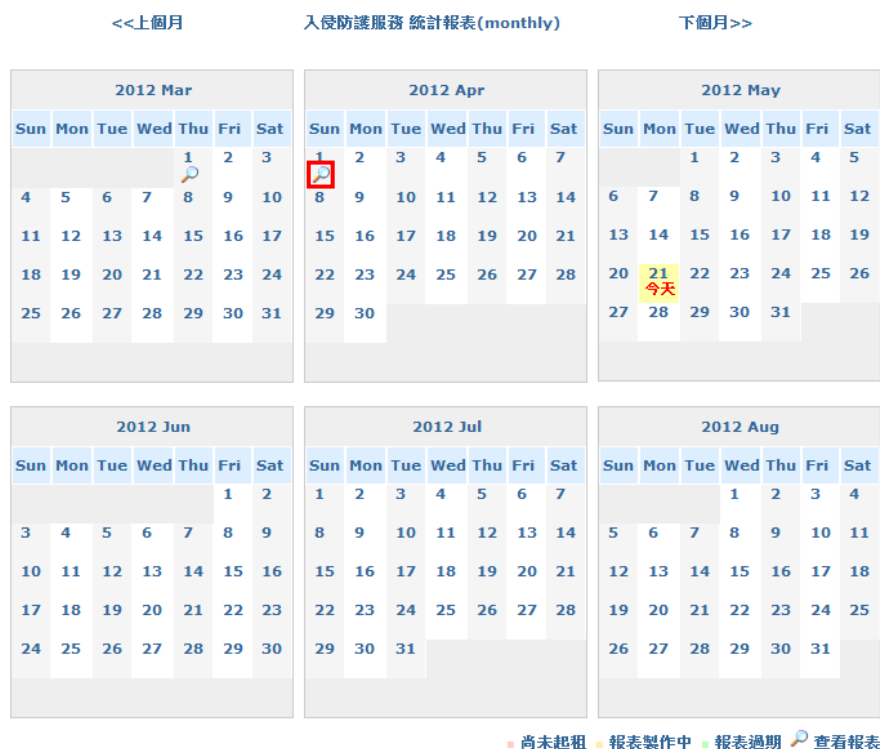 <<上個月 入侵防護服務 統計報表(monthly) 下個月>>
2012 Mar 2012 Apr 2012 May
Sun Mon Tue Wed Thu Fri Sat Sun Mon Tue Wed Thu Fri Sat Sun Mon Tue Wed Thu Fri Sat
1 2 3 1 2 3 4 5 6 7 1 2 3 4 5
4 5 6 7 8 9 10 8 9 10 11 12 13 14 6 7 8 9 10 11 12
11 12 13 14 15 16 17 15 16 17 18 19 20 21 13 14 15 16 17 18 19
18 19 20 21 22 23 24 22 23 24 25 26 27 28 20 21 22 23 24 25 26
今天
25 26 27 28 29 30 31 29 30 27 28 29 30 31
2012 Jun 2012 Jul 2012 Aug
Sun Mon Tue Wed Thu Fri Sat Sun Mon Tue Wed Thu Fri Sat Sun Mon Tue Wed Thu Fri Sat
1 2 1 2 3 4 5 6 7 1 2 3 4
3 4 5 6 7 8 9 8 9 10 11 12 13 14 5 6 7 8 9 10 11
10 11 12 13 14 15 16 15 16 17 18 19 20 21 12 13 14 15 16 17 18
17 18 19 20 21 22 23 22 23 24 25 26 27 28 19 20 21 22 23 24 25
24 25 26 27 28 29 30 29 30 31 26 27 28 29 30 31
尚未起租 報表製作中 報表過期 查看報表